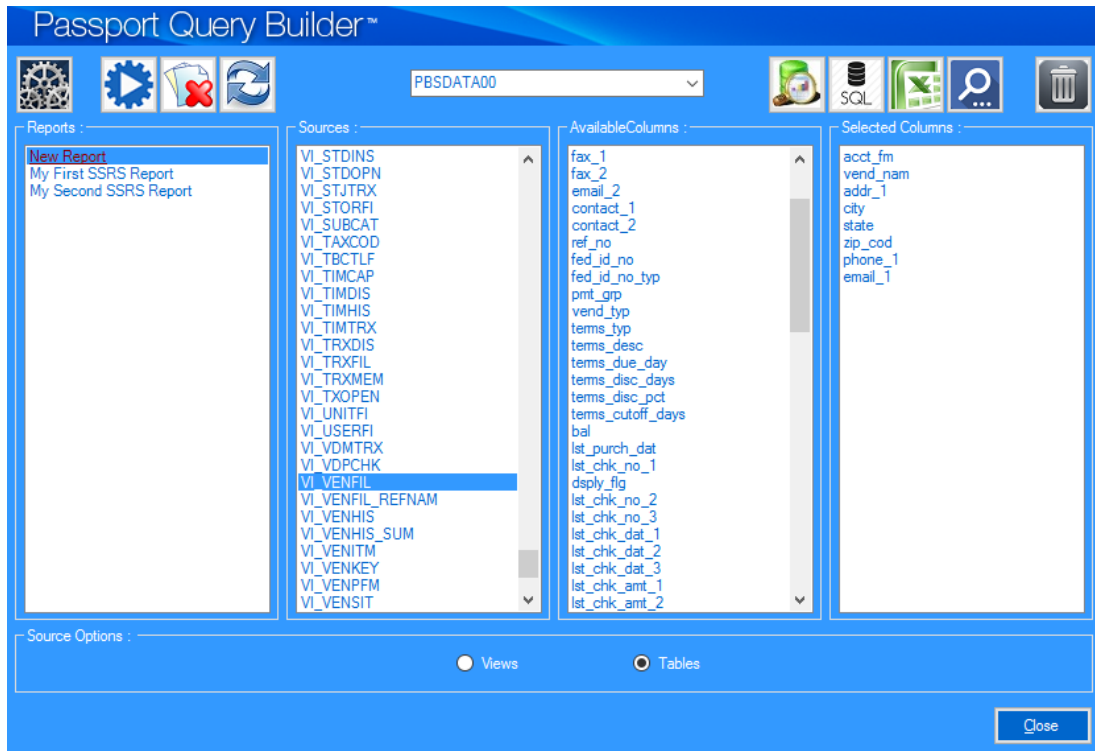 Passport Query Builder™
PBSDATA00
SQL
Reports :
New Report
My First SSRS Report
My Second SSRS Report
Sources :
VI_STDINS
VI_STDOPN
VI_STJTRX
VI_STORFI
VI_SUBCAT
VI_TAXCOD
VI_TBCTLF
VI_TIMCAP
VI_TIMDIS
VI_TIMHIS
VI_TIMTRX
VI_TRXDIS
VI_TRXFIL
VI_TRXMEM
VI_TXOPEN
VI_UNITFI
VI_USERFI
VI_VDMTRX
VI_VDPCHK
VI_VENFIL
VI_VENFIL_REFNAM
VI_VENHIS
VI_VENHIS_SUM
VI_VENITM
VI_VENKEY
VI_VENPFM
VI_VENSIT
AvailableColumns :
fax_1
fax_2
email_2
contact_1
contact_2
ref_no
fed_id_no
fed_id_no_typ
pmt_grp
vend_typ
terms_typ
terms_desc
terms_due_day
terms_disc_days
terms_disc_pct
terms_cutoff_days
bal
lst_purch_dat
lst_chk_no_1
dsply_flg
lst_chk_no_2
lst_chk_no_3
lst_chk_dat_1
lst_chk_dat_2
lst_chk_dat_3
lst_chk_amt_1
lst_chk_amt_2
Selected Columns :
acct_fm
vend_nam
addr_1
city
state
zip_cod
phone_1
email_1
Source Options :
Views
Tables
Close